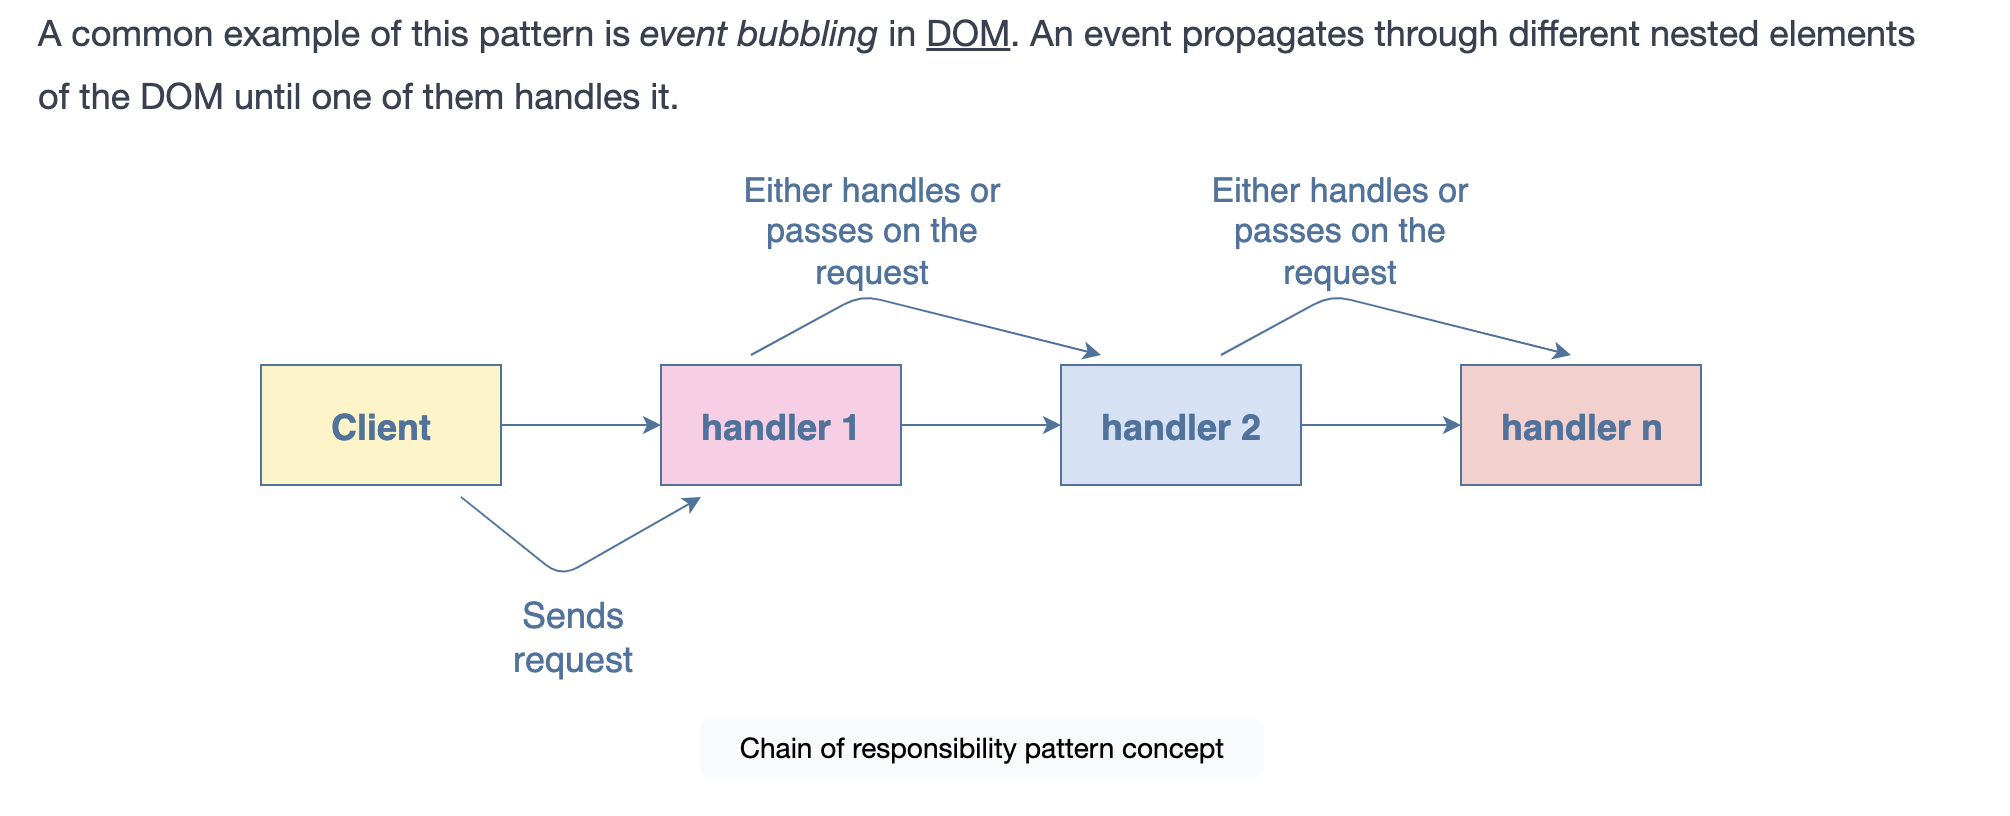 A common example of this pattern is event bubbling in DOM. An event propagates through different nested elements
of the DOM until one of them handles it.
Either handles or
passes on the
request
Either handles or
passes on the
request
Client
handler 1
handler 2
handler n
Sends
request
Chain of responsibility pattern concept